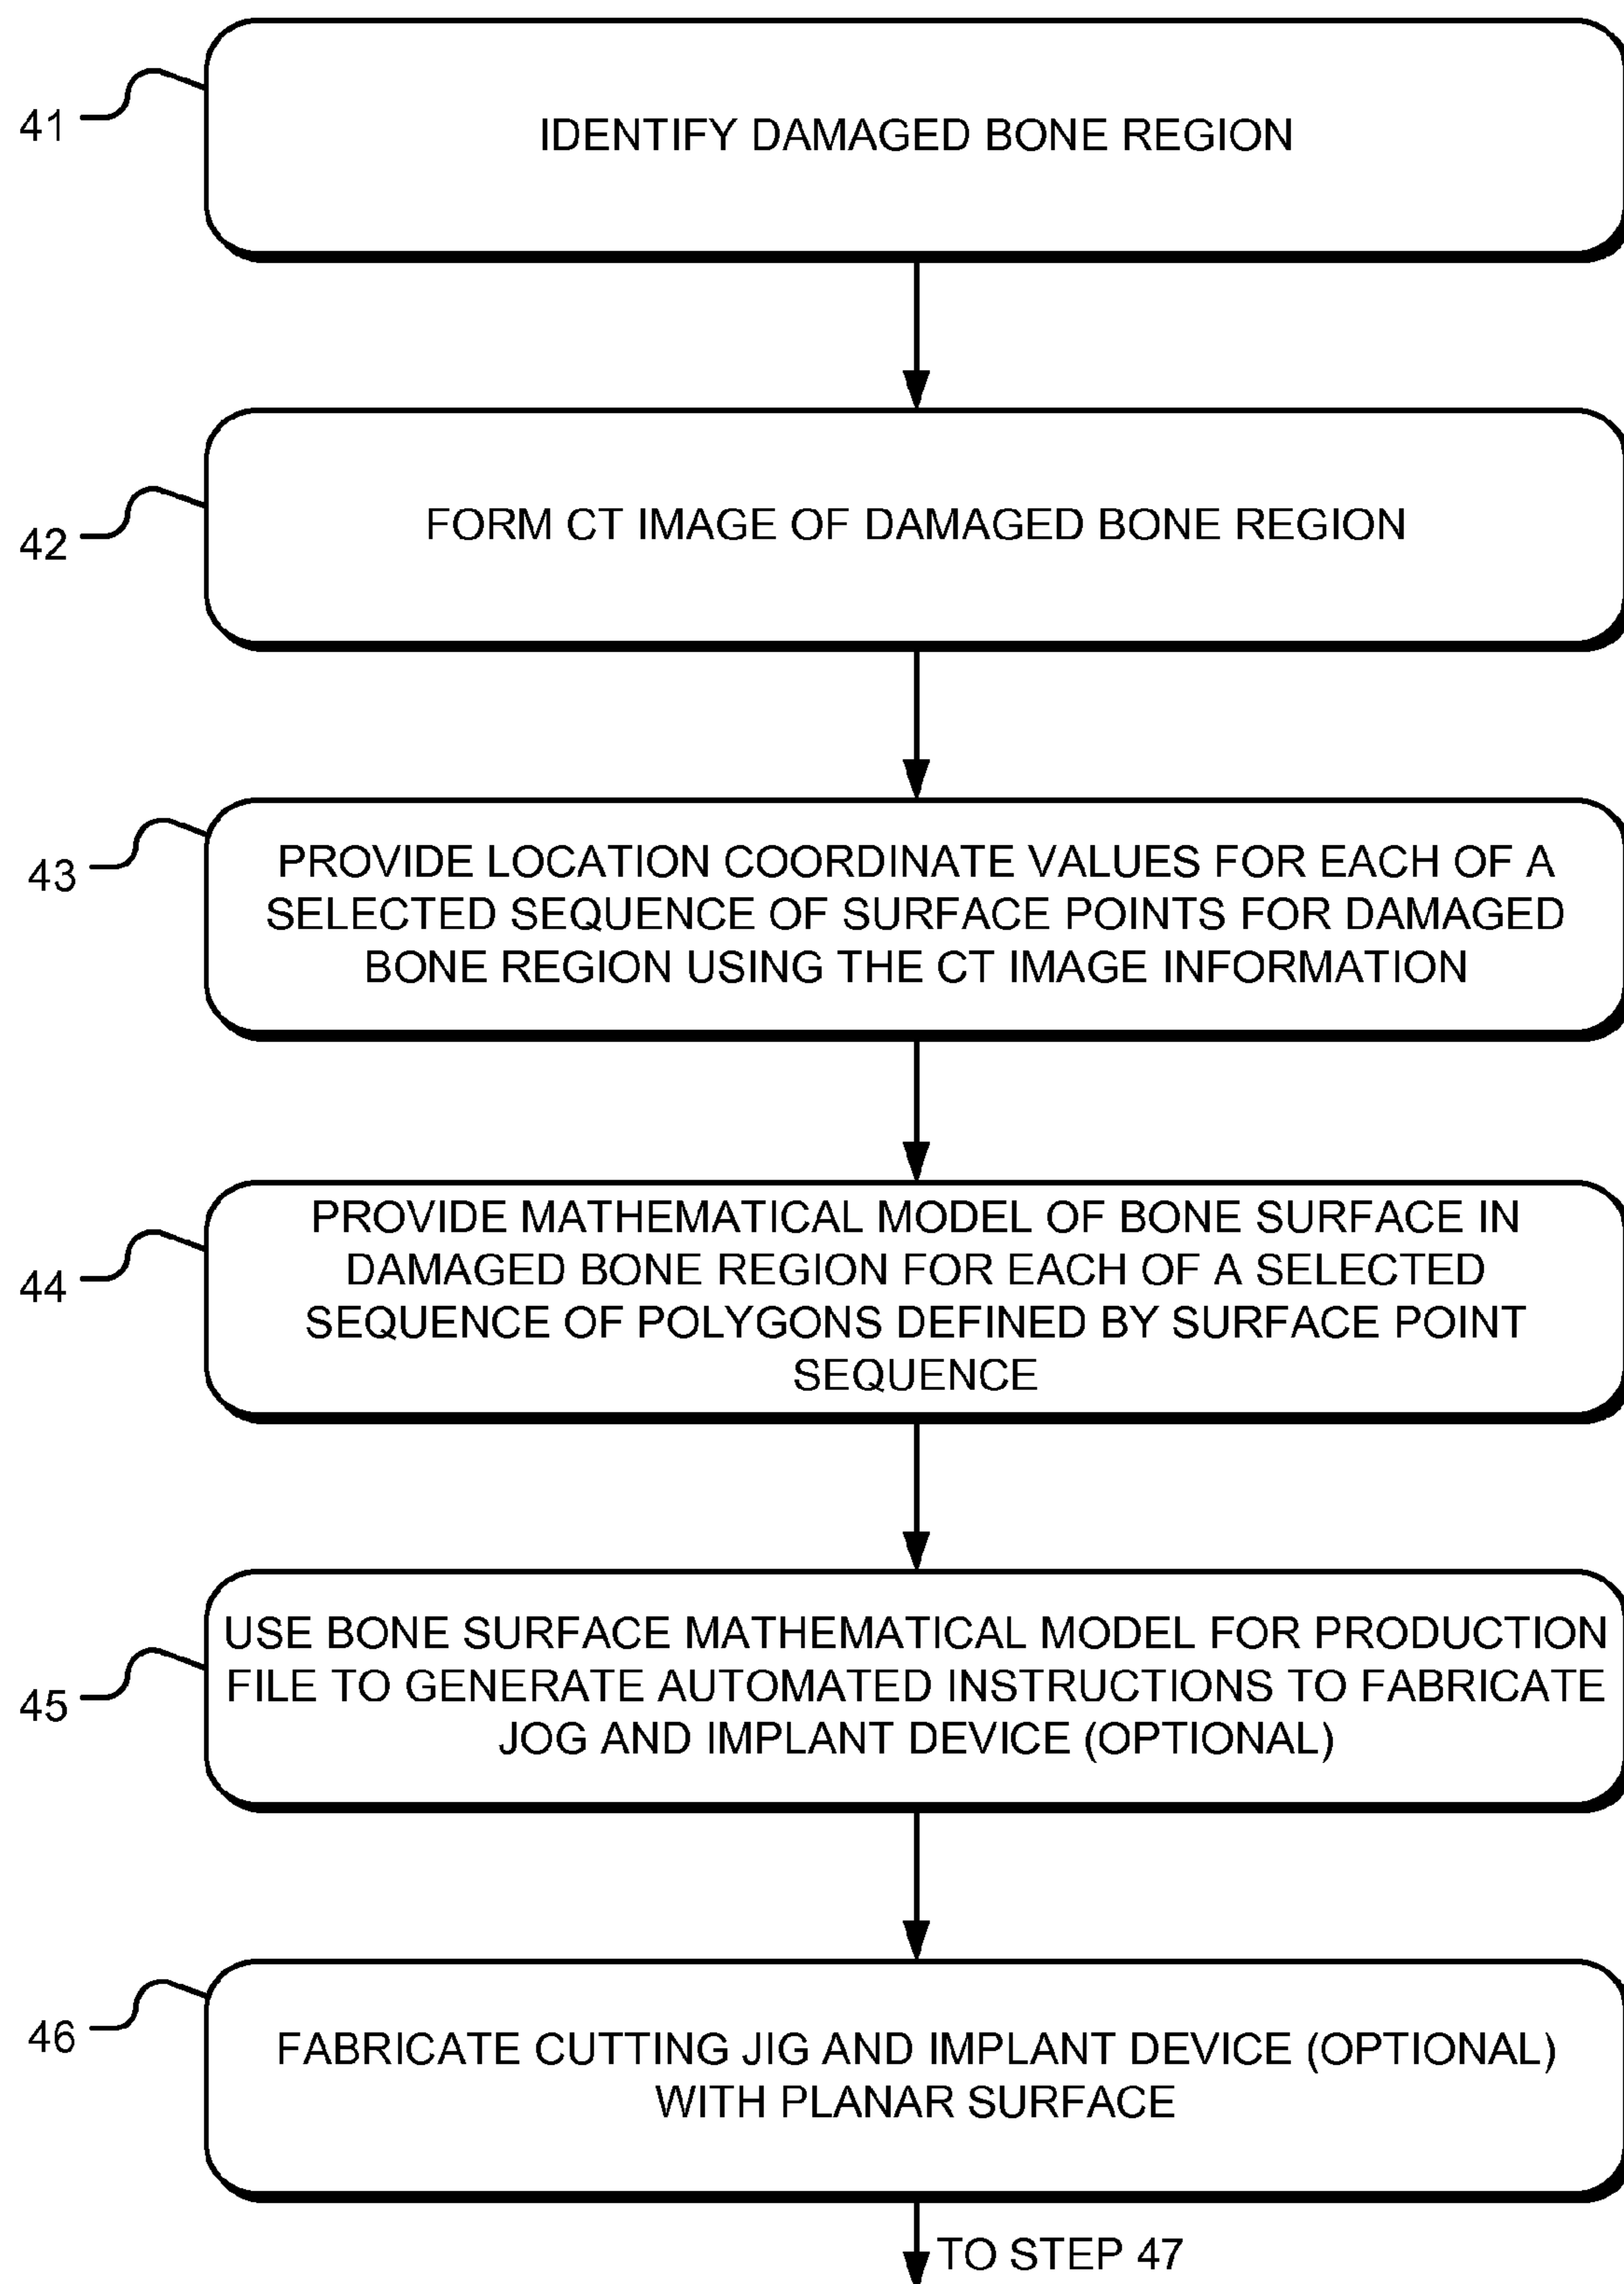 41
IDENTIFY DAMAGED BONE REGION
42
FORM CT IMAGE OF DAMAGED BONE REGION
43
PROVIDE LOCATION COORDINATE VALUES FOR EACH OF A
SELECTED SEQUENCE OF SURFACE POINTS FOR DAMAGED
BONE REGION USING THE CT IMAGE INFORMATION
44
PROVIDE MATHEMATICAL MODEL OF BONE SURFACE IN
DAMAGED BONE REGION FOR EACH OF A SELECTED
SEQUENCE OF POLYGONS DEFINED BY SURFACE POINT
SEQUENCE
45
USE BONE SURFACE MATHEMATICAL MODEL FOR PRODUCTION
FILE TO GENERATE AUTOMATED INSTRUCTIONS TO FABRICATE
JOG AND IMPLANT DEVICE (OPTIONAL)
46
FABRICATE CUTTING JIG AND IMPLANT DEVICE (OPTIONAL)
WITH PLANAR SURFACE
TO STEP 47